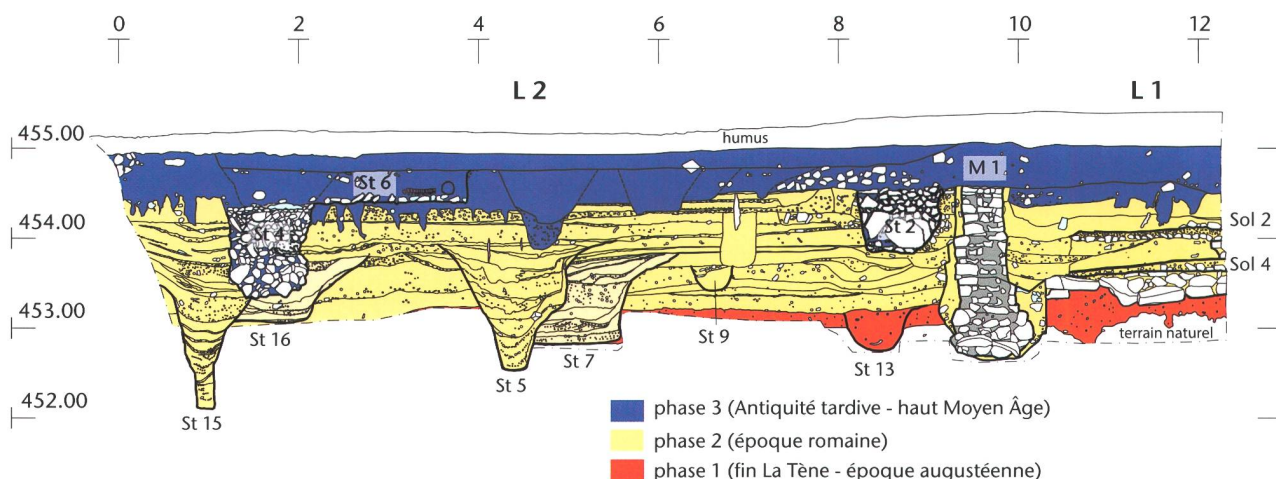 0 2 4 6 8 10 12
L 2 L 1
455.00
humus
M 1
St 6
454.00
Sol 2
St 4 St 2
Sol 4
453.00
terrain naturel
St 16 St 7 St 9 St 13
St 5
452.00
St 15
phase 3 (Antiquité tardive - haut Moyen Âge)
phase 2 (époque romaine)
phase 1 (fin La Tène - époque augustéenne)